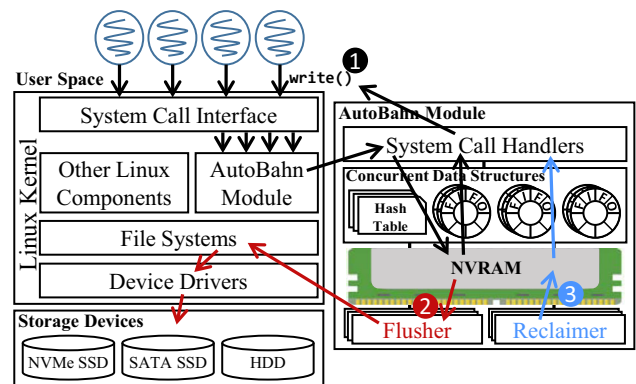 User Space
write()
1
System Call Interface
Linux Kernel
Other Linux
Components
AutoBahn
Module
File Systems
Device Drivers
Storage Devices
NVMe SSD
SATA SSD
HDD
AutoBahn Module
System Call Handlers
Concurrent Data Structures
Hash
Table
FIFO
FIFO
FIFO
NVRAM
2
3
Flusher
Reclaimer